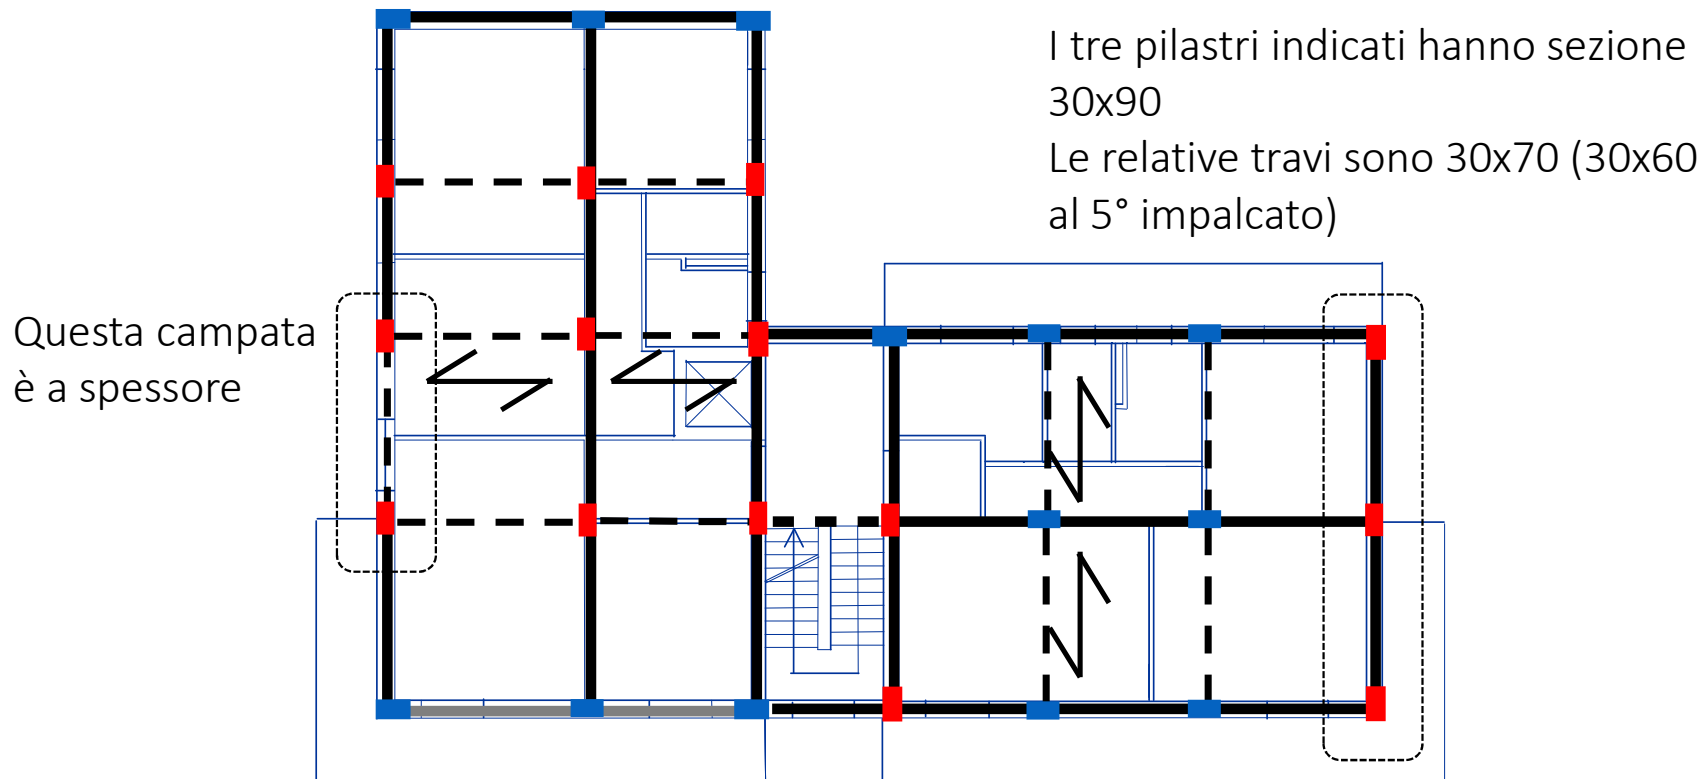 I tre pilastri indicati hanno sezione
30x90
Le relative travi sono 30x70 (30x60
al 5° impalcato)
Questa campata
è a spessore